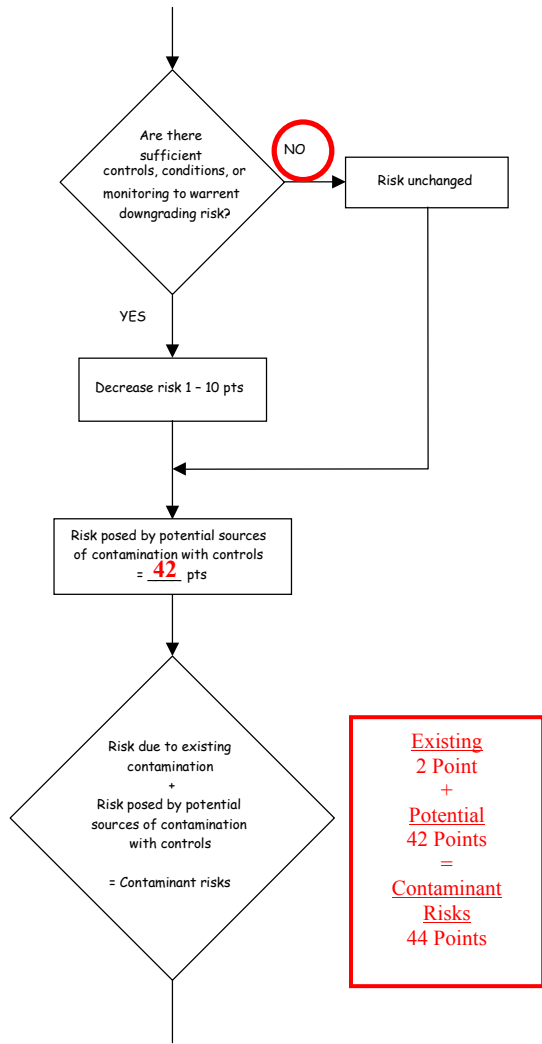 Are there
sufficient
controls, conditions, or
monitoring to warrent
downgrading risk?
NO
Risk unchanged
YES
Decrease risk 1 – 10 pts
Risk posed by potential sources
of contamination with controls
= 42 pts
Risk due to existing
contamination
+
Risk posed by potential
sources of contamination
with controls
= Contaminant risks
Existing
2 Point
+
Potential
42 Points
=
Contaminant
Risks
44 Points